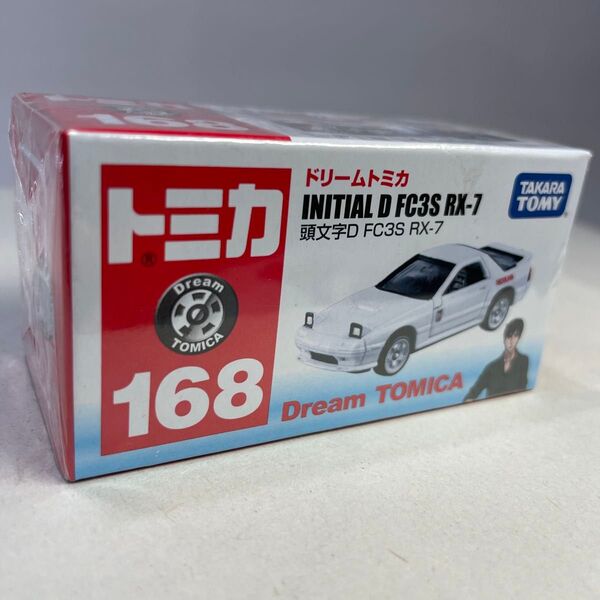 168
トミカ
®
Dream
TOMICA
168
ドリームトミカ
INITIAL D FC3S RX-7
頭文字D FC3S RX-7
TAKARA
TOMY
Dream TOMICA